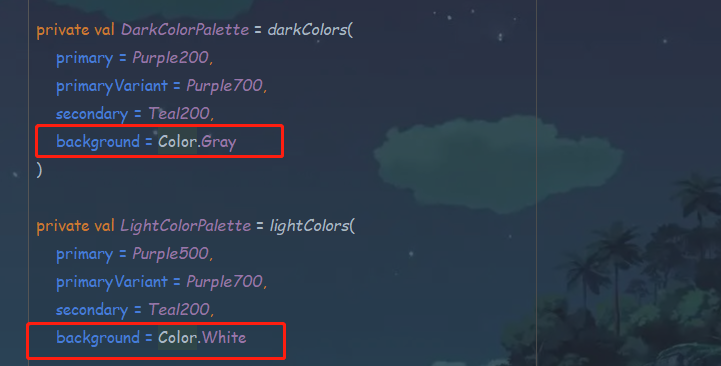 private val DarkColorPalette = darkColors(
primary = Purple200,
primaryVariant = Purple700,
secondary = Teal200,
background = Color.Gray
)
private val LightColorPalette = lightColors(
primary = Purple500,
primaryVariant = Purple700,
secondary = Teal200,
background = Color.White